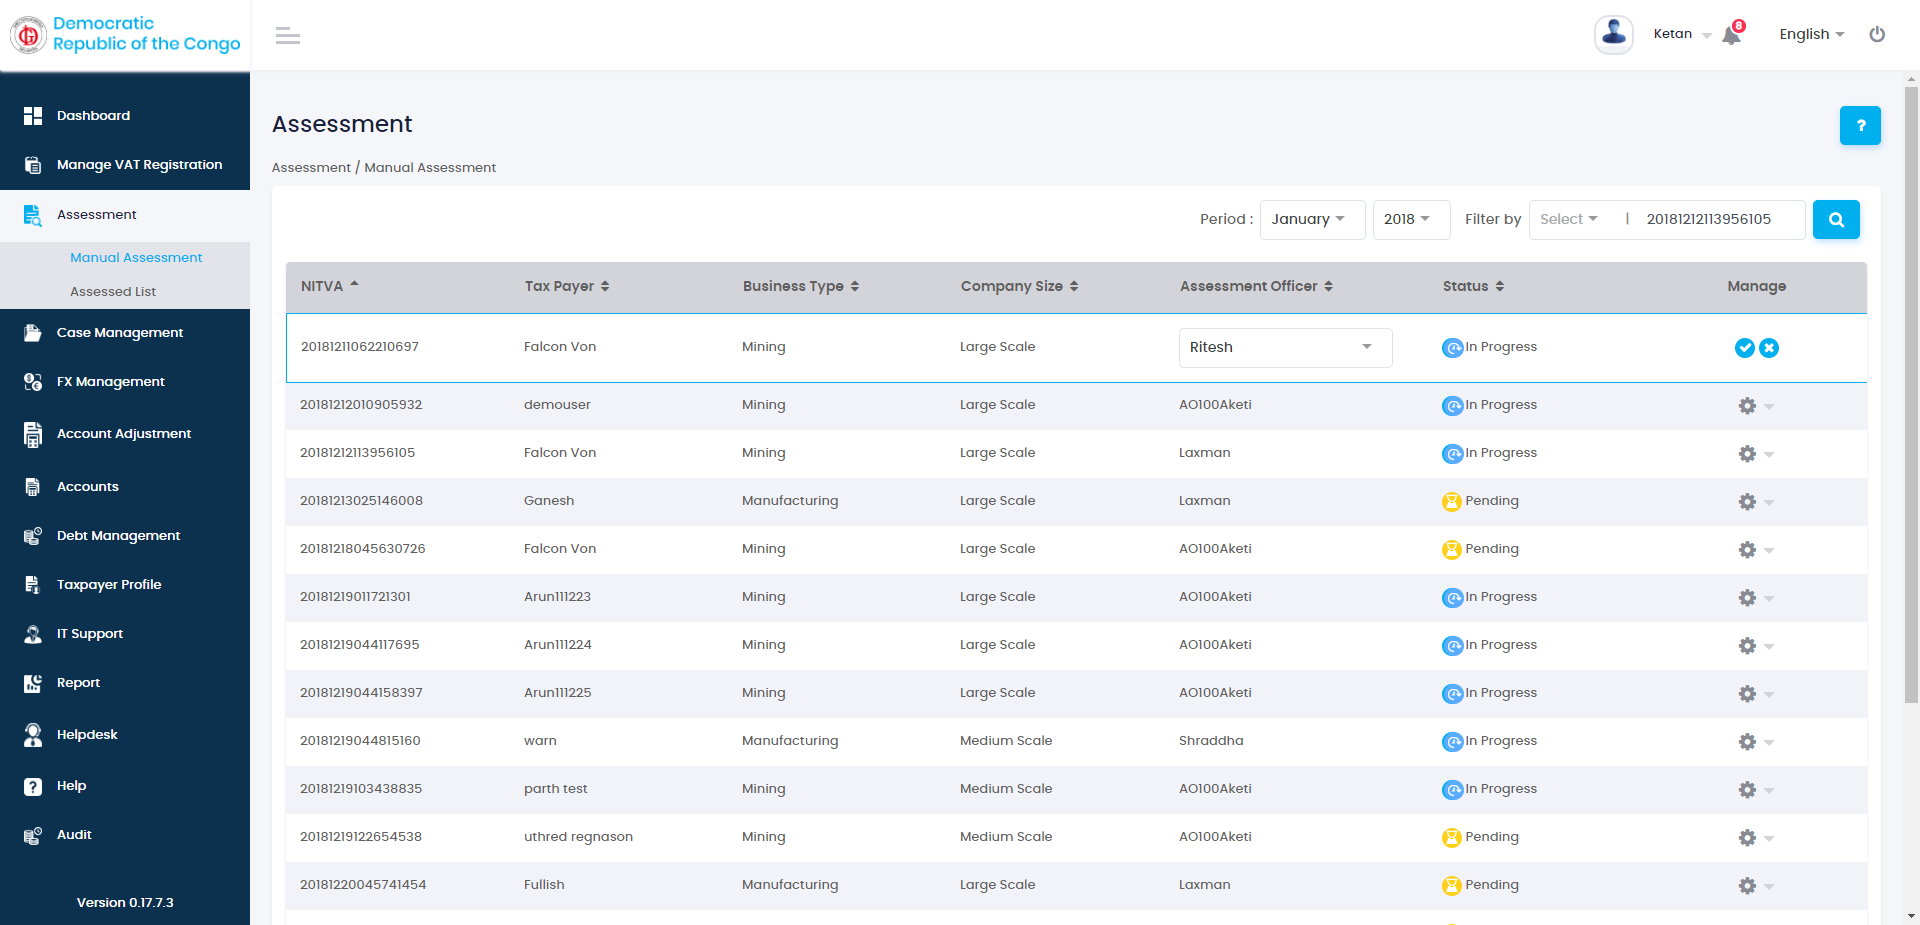 Democratic
Republic of the Congo
Ketan
8
English
Dashboard
Manage VAT Registration
Assessment
Manual Assessment
Assessed List
Case Management
FX Management
Account Adjustment
Accounts
Debt Management
Taxpayer Profile
IT Support
Report
Helpdesk
Help
Audit
Version 0.17.7.3
Assessment
?
Assessment / Manual Assessment
Period : January 2018 Filter by Select | 20181212113956105
NITVA Tax Payer Business Type Company Size Assessment Officer Status Manage
20181211062210697 Falcon Von Mining Large Scale Ritesh In Progress
20181212010905932 demouser Mining Large Scale AO100Aketi In Progress
20181212113956105 Falcon Von Mining Large Scale Laxman In Progress
20181213025146008 Ganesh Manufacturing Large Scale Laxman Pending
20181218045630726 Falcon Von Mining Large Scale AO100Aketi Pending
20181219011721301 Arun111223 Mining Large Scale AO100Aketi In Progress
20181219044117695 Arun111224 Mining Large Scale AO100Aketi In Progress
20181219044158397 Arun111225 Mining Large Scale AO100Aketi In Progress
20181219044815160 warn Manufacturing Medium Scale Shraddha In Progress
20181219103438835 parth test Mining Medium Scale AO100Aketi In Progress
20181219122654538 uthred regnason Mining Medium Scale AO100Aketi Pending
20181220045741454 Fullish Manufacturing Large Scale Laxman Pending